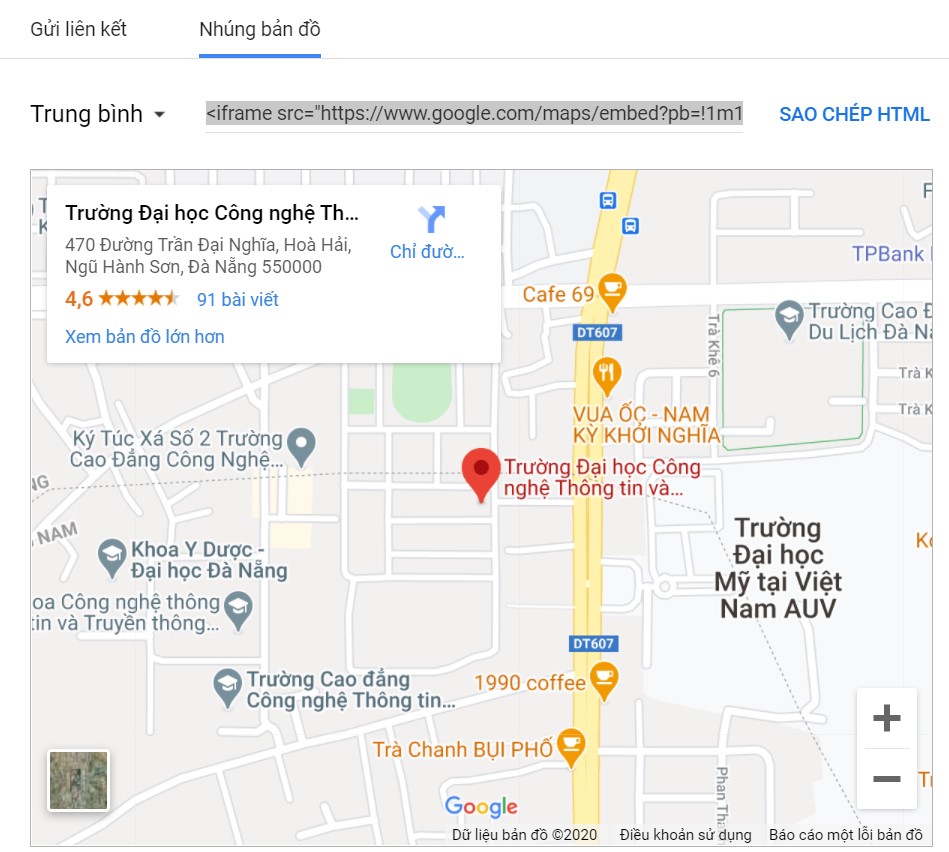 Gửi liên kết
Nhúng bản đồ
Trung bình
<iframe src="https://www.google.com/maps/embed?pb=!1m1
SAO CHÉP HTML
Trường Đại học Công nghệ Th...
470 Đường Trần Đại Nghĩa, Hoà Hải,
Ngũ Hành Sơn, Đà Nẵng 550000
4,6
91 bài viết
Xem bản đồ lớn hơn
Chỉ đườ...
TPBank
Cafe 69
DT607
Trà Khê 6
Trường Cao Đ
Du Lịch Đà Nẵ
Trà K
Trà K
VUA ỐC - NAM
KỲ KHỞI NGHĨA
Ký Túc Xá Số 2 Trường
Cao Đẳng Công Nghệ...
Trường Đại học Công
nghệ Thông tin và...
NG
NAM
Trường
Đại học
Mỹ tại Việt
Nam AUV
Khoa Y Dược -
Đại học Đà Nẵng
oa Công nghệ thông
tin và Truyền thông...
DT607
Trường Cao đẳng
Công nghệ Thông tin...
1990 coffee
Trà Chanh BỤI PHỐ
Phan Tha
Google
Dữ liệu bản đồ ©2020
Điều khoản sử dụng
Báo cáo một lỗi bản đồ